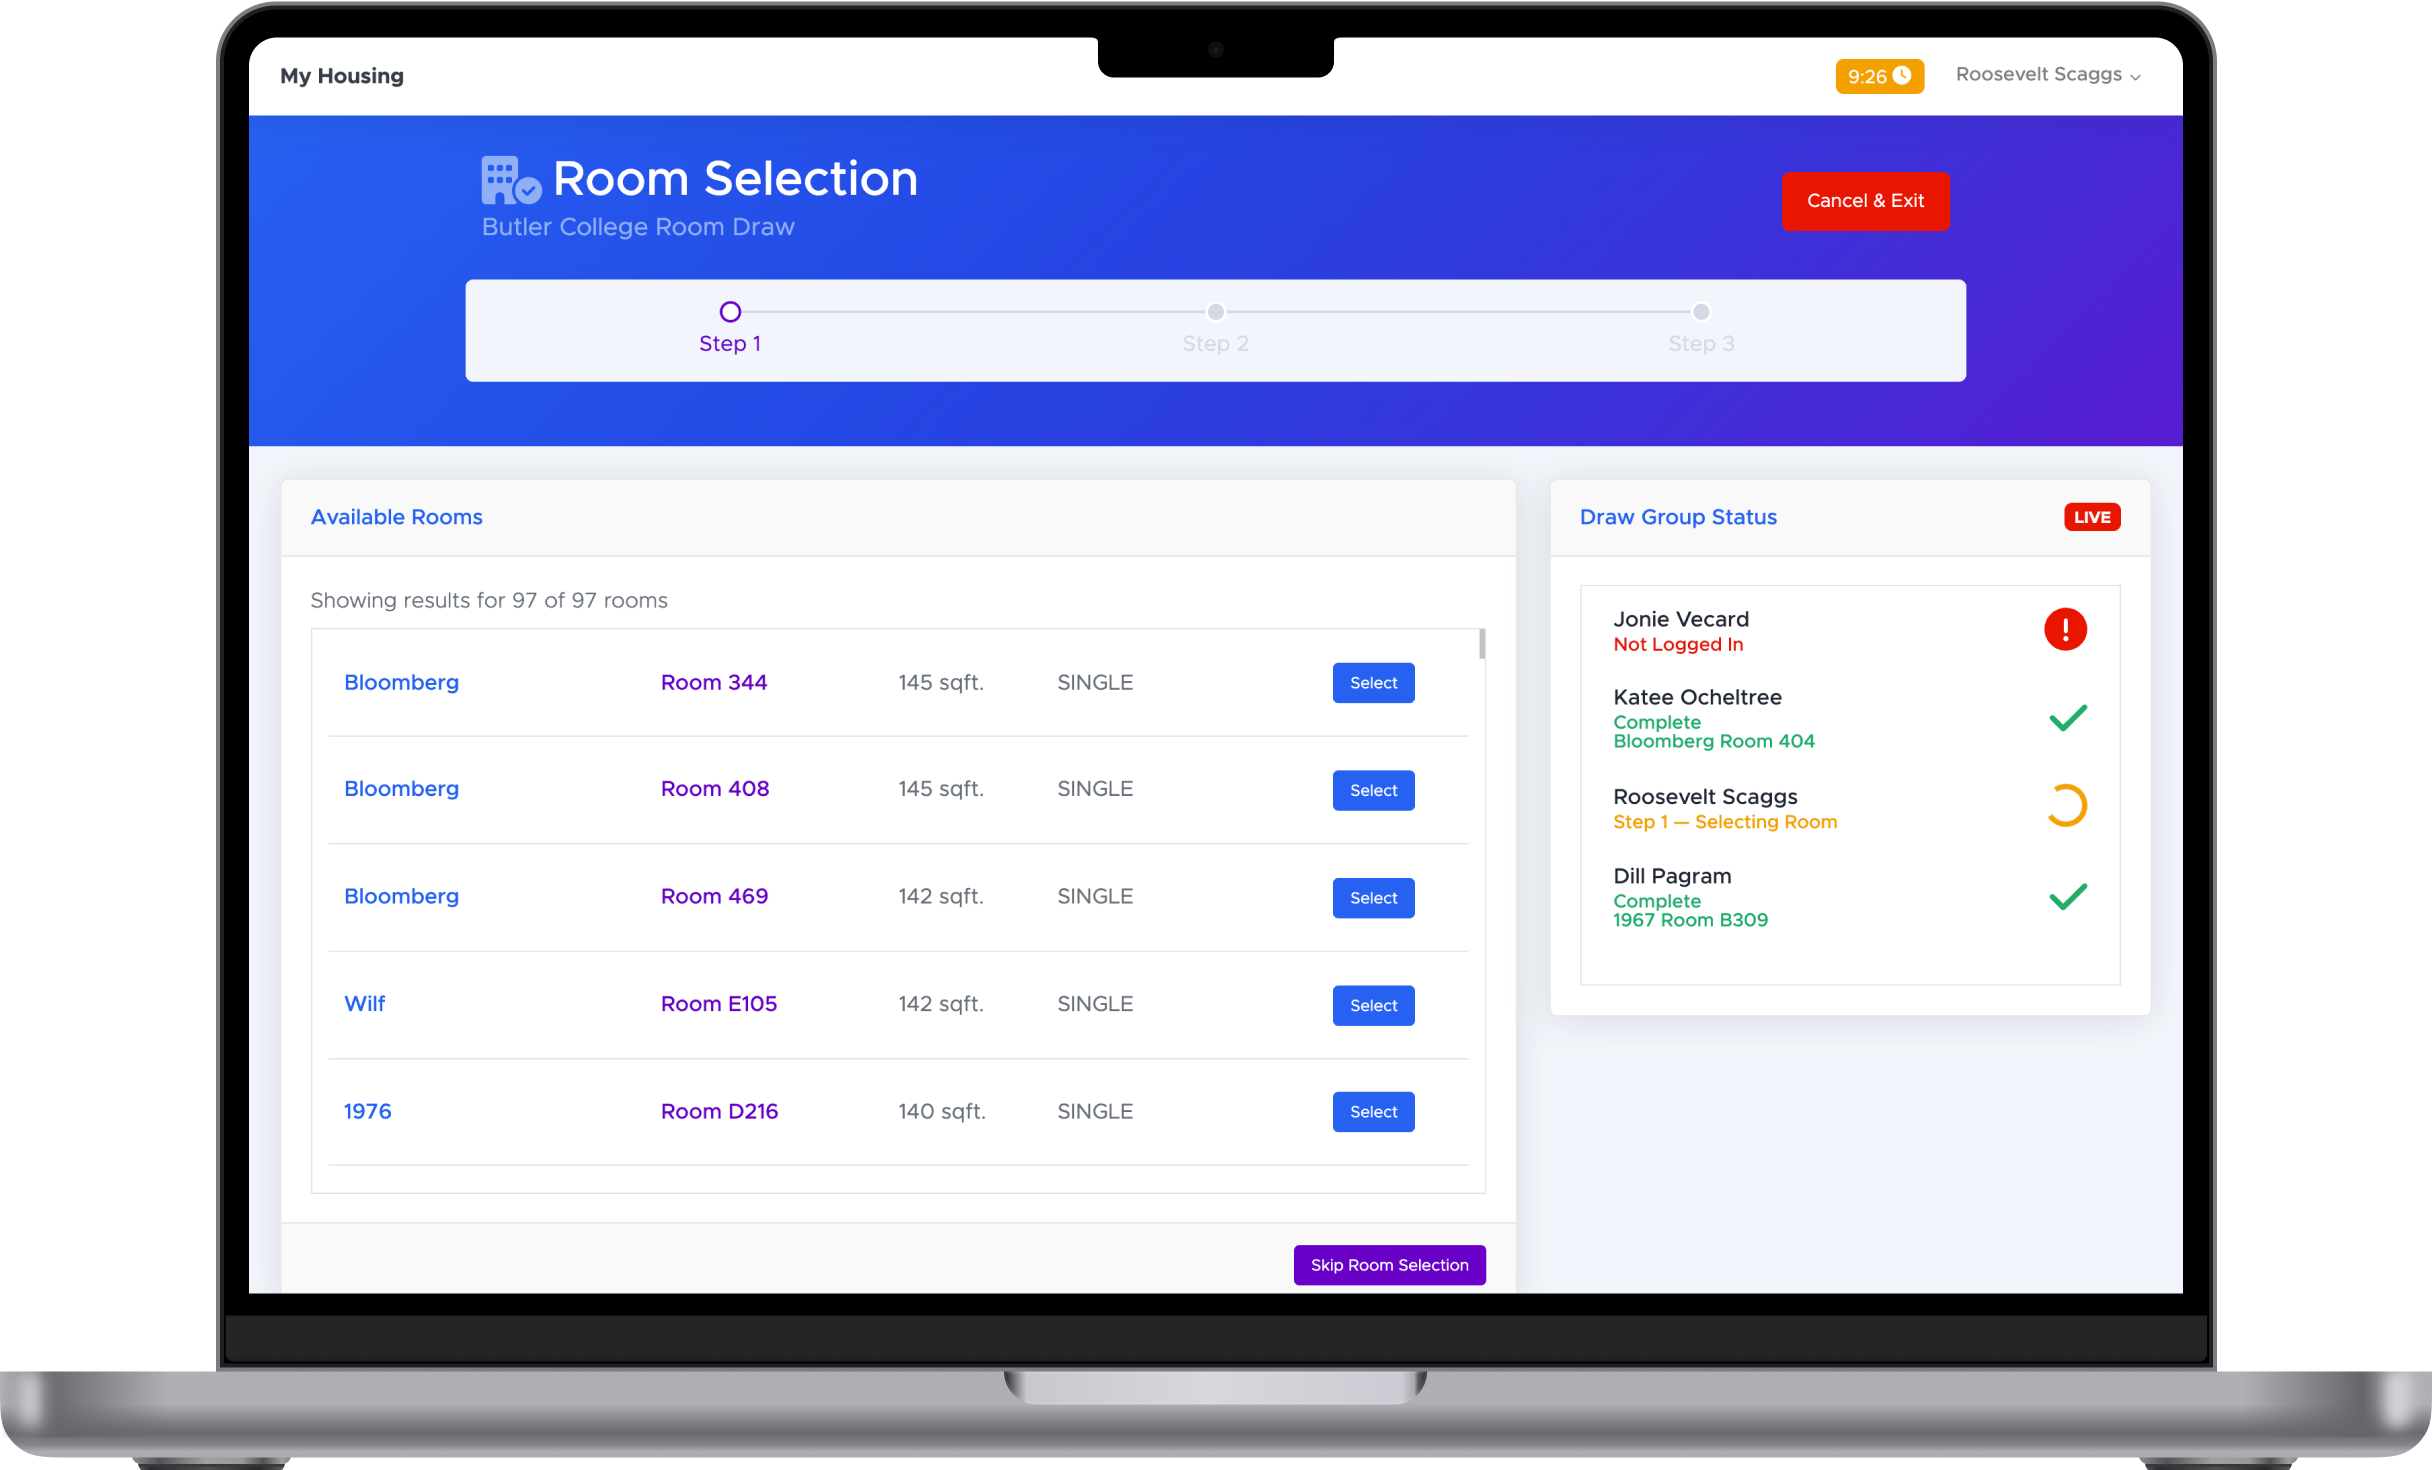 My Housing
9:26
Roosevelt Scaggs
Room Selection
Butler College Room Draw
Cancel & Exit
Step 1
Step 2
Step 3
Available Rooms
Showing results for 97 of 97 rooms
Bloomberg Room 344 145 sqft. SINGLE Select
Bloomberg Room 408 145 sqft. SINGLE Select
Bloomberg Room 469 142 sqft. SINGLE Select
Wilf Room E105 142 sqft. SINGLE Select
1976 Room D216 140 sqft. SINGLE Select
Skip Room Selection
Draw Group Status LIVE
Jonie Vecard
Not Logged In
Katee Ocheltree
Complete
Bloomberg Room 404
Roosevelt Scaggs
Step 1 — Selecting Room
Dill Pagram
Complete
1967 Room B309